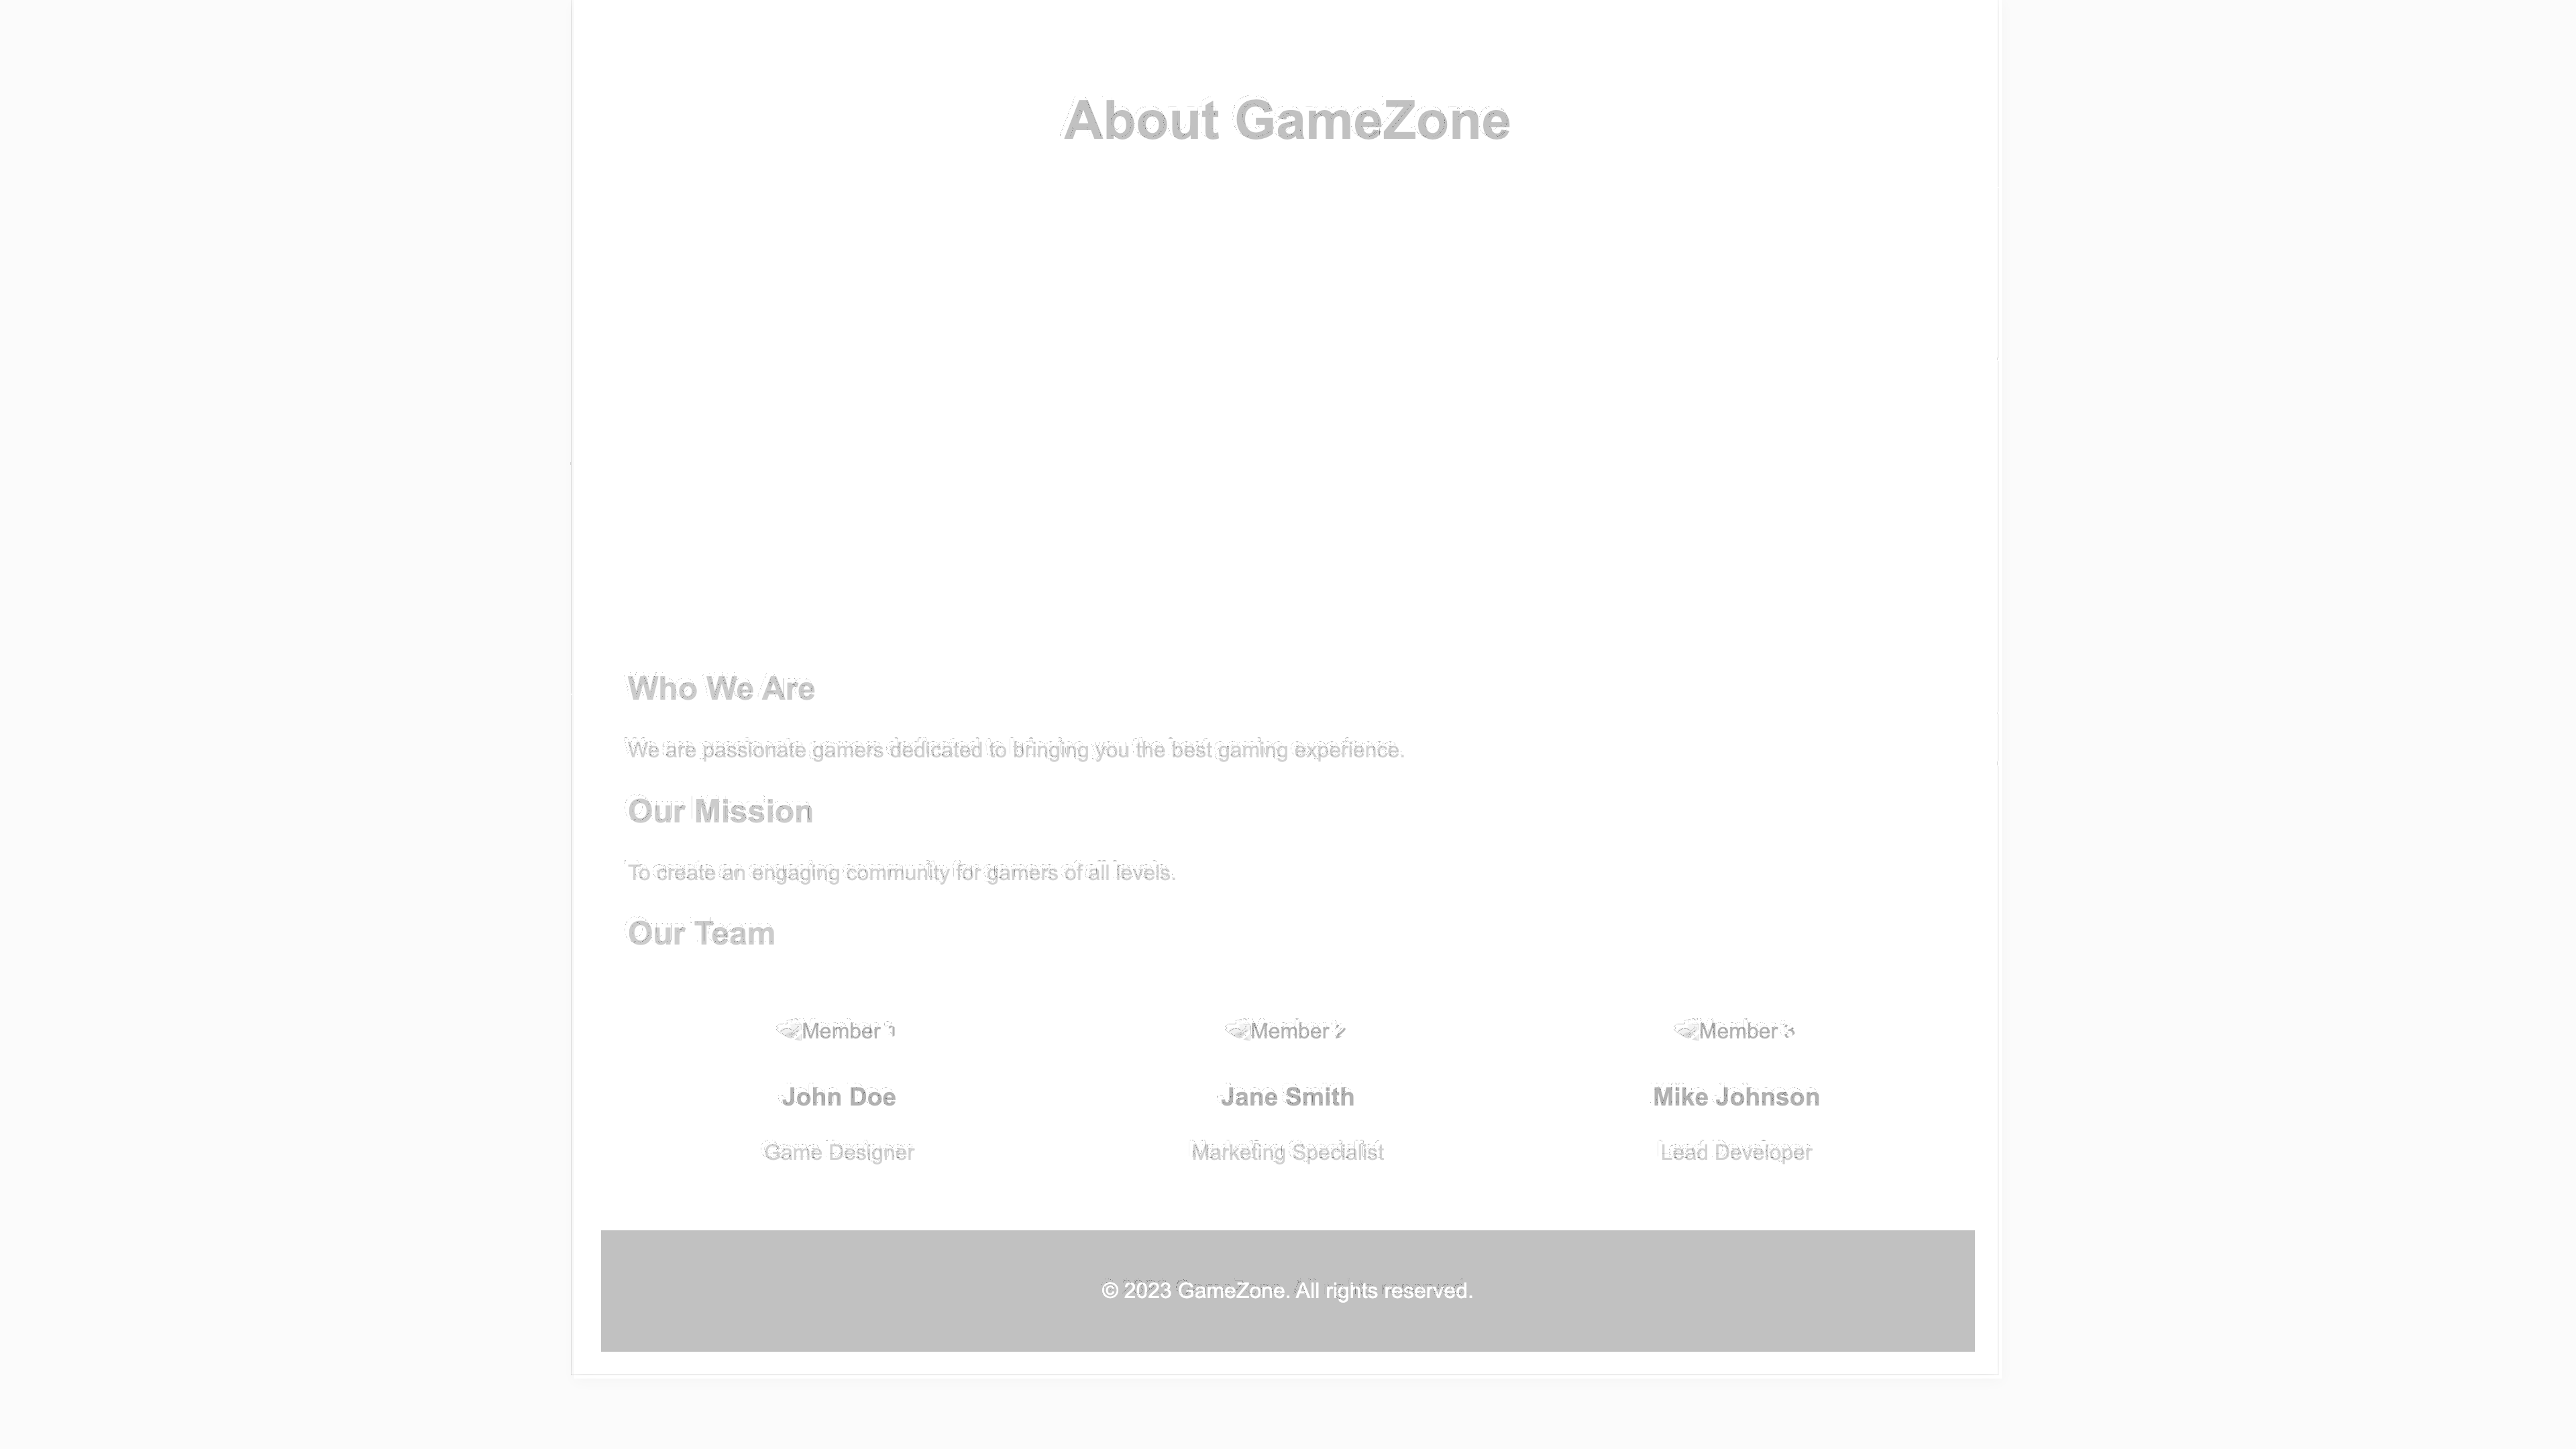 About GameZone
Who We Are
We are passionate gamers dedicated to bringing you the best gaming experience.
Our Mission
To create an engaging community for gamers of all levels.
Our Team
Member 1
Member 2
Member 3
John Doe
Jane Smith
Mike Johnson
Game Designer
Marketing Specialist
Lead Developer
© 2023 GameZone. All rights reserved.